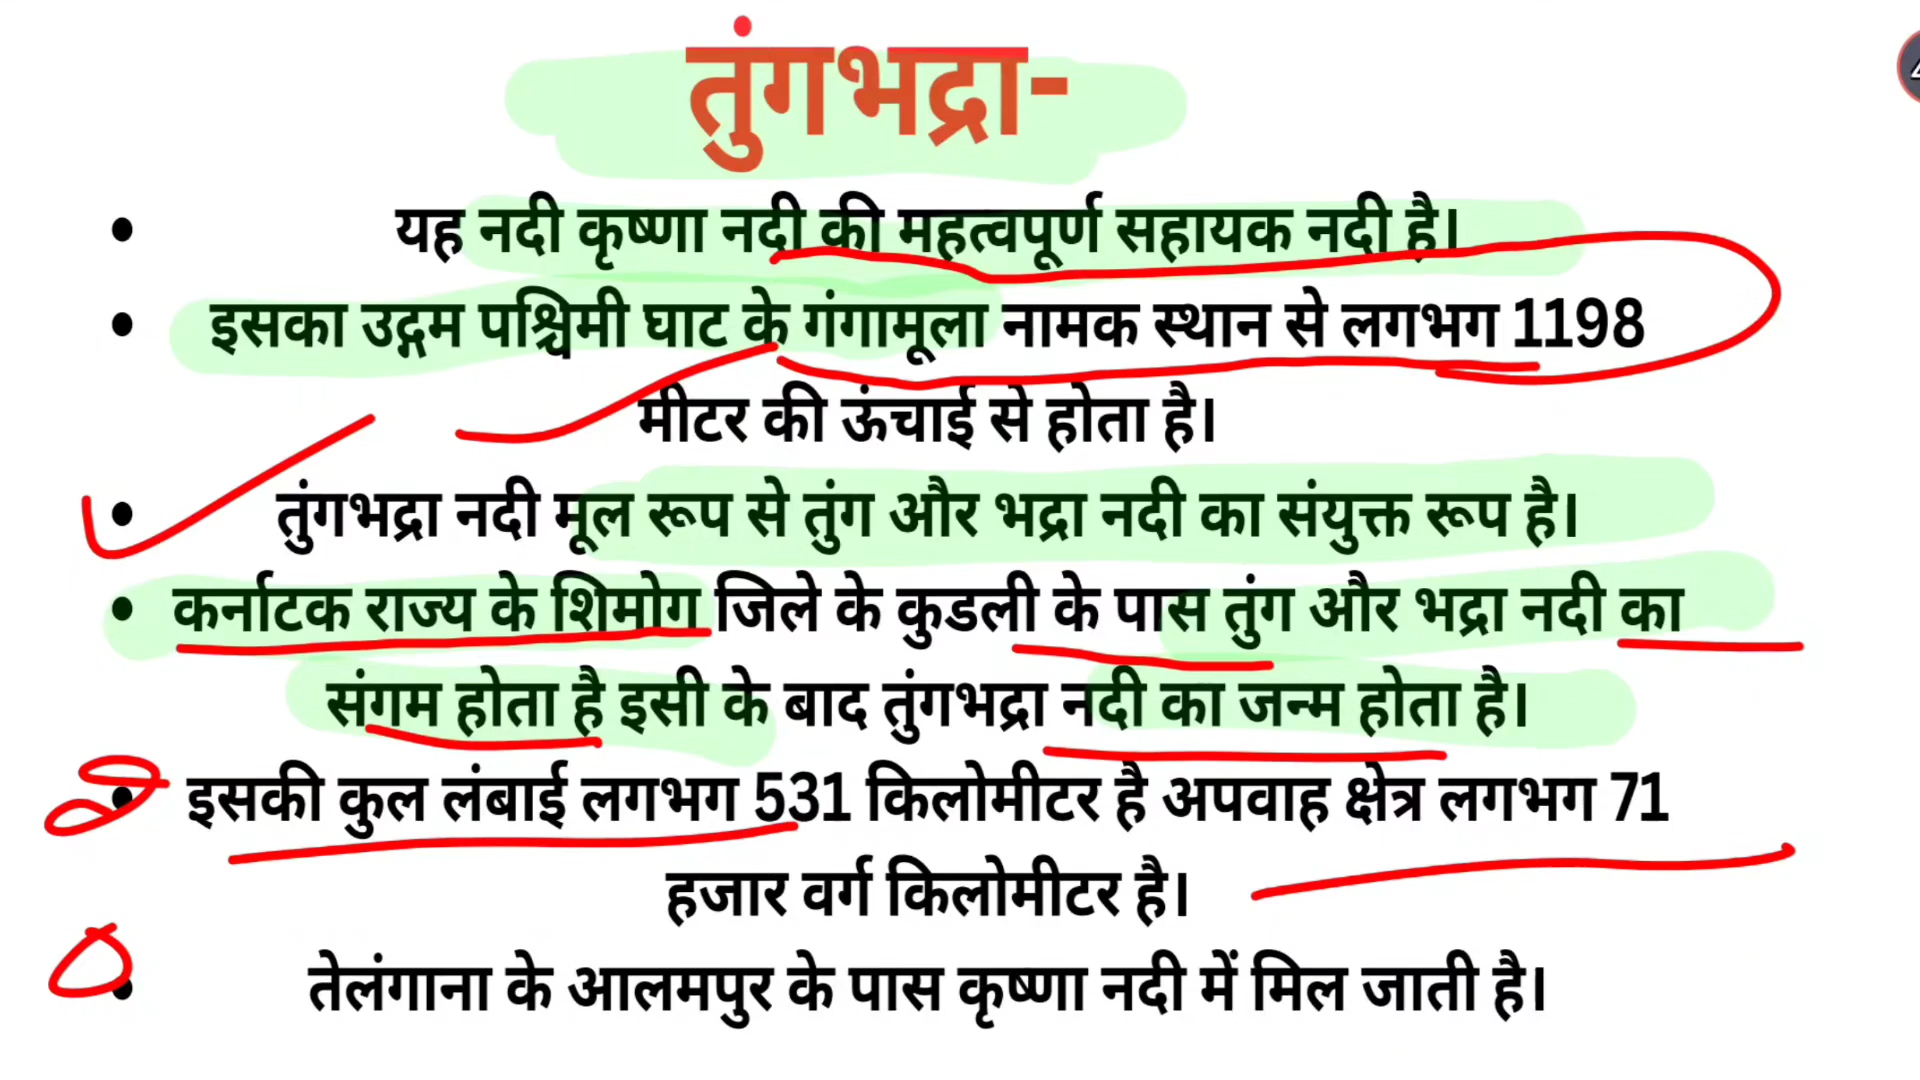 तुंगभद्रा-
• यह नदी कृष्णा नदी की महत्वपूर्ण सहायक नदी है।
• इसका उद्गम पश्चिमी घाट के गंगामूला नामक स्थान से लगभग 1198
मीटर की ऊंचाई से होता है।
• तुंगभद्रा नदी मूल रूप से तुंग और भद्रा नदी का संयुक्त रूप है।
• कर्नाटक राज्य के शिमोग जिले के कुडली के पास तुंग और भद्रा नदी का
संगम होता है इसी के बाद तुंगभद्रा नदी का जन्म होता है।
• इसकी कुल लंबाई लगभग 531 किलोमीटर है अपवाह क्षेत्र लगभग 71
हजार वर्ग किलोमीटर है।
• तेलंगाना के आलमपुर के पास कृष्णा नदी में मिल जाती है।